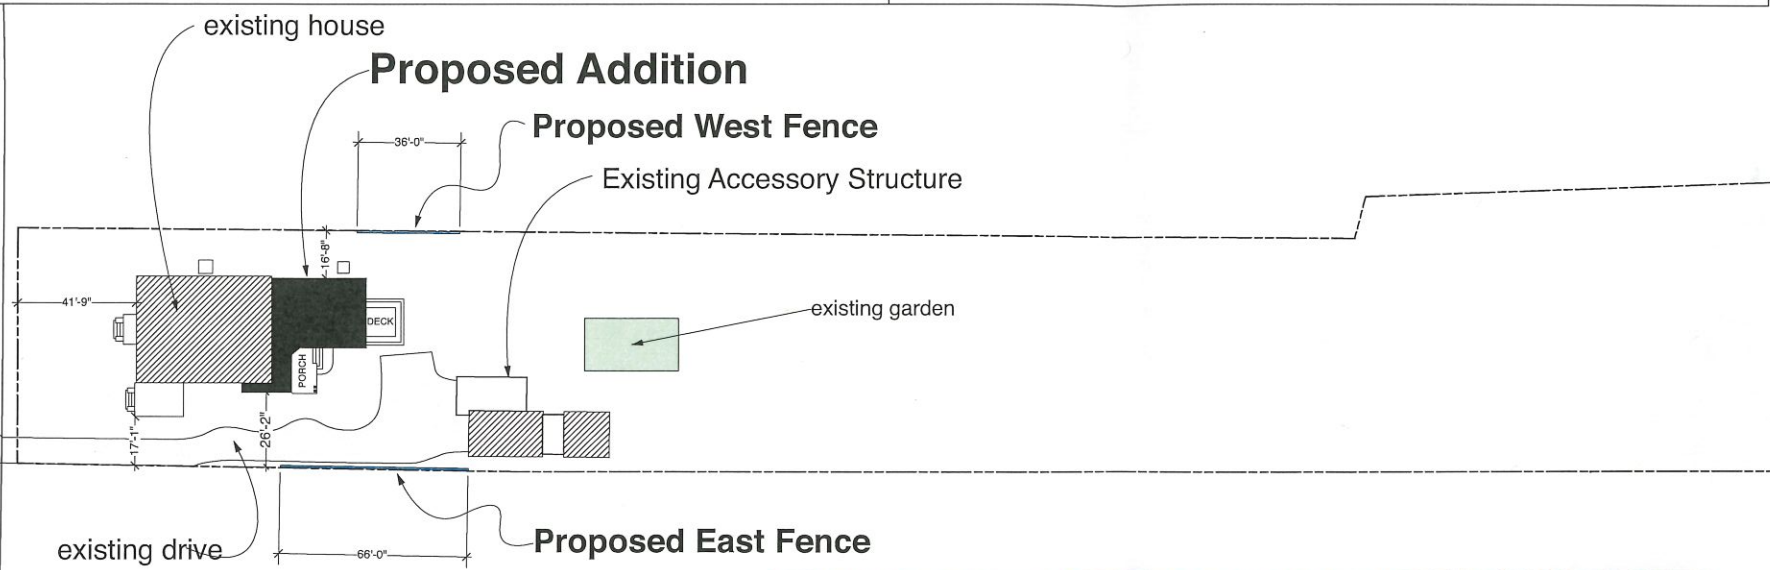 existing house
Proposed Addition
Proposed West Fence
36'-0"
Existing Accessory Structure
16'-8"
41'-9"
DECK
existing garden
PORCH
26'-2"
17'-1"
Proposed East Fence
existing drive
66'-0"